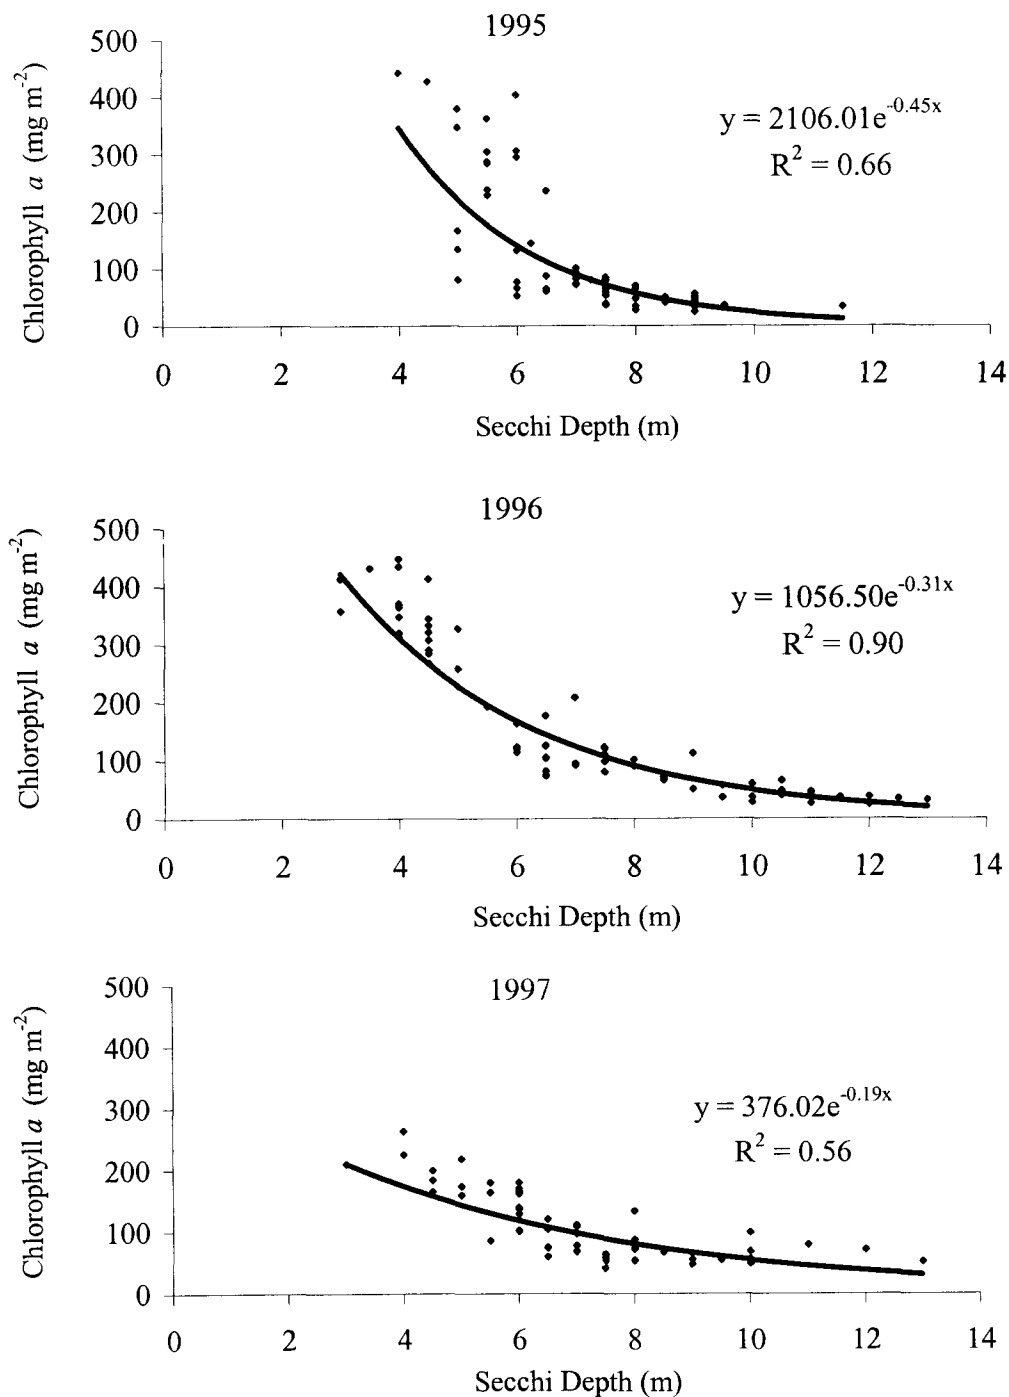 1995
500
400
300
200
100
0
Chlorophyll a (mg m⁻²)
y = 2106.01e⁻⁰·⁴⁵ˣ
R² = 0.66
0 2 4 6 8 10 12 14
Secchi Depth (m)
1996
500
400
300
200
100
0
Chlorophyll a (mg m⁻²)
y = 1056.50e⁻⁰·³¹ˣ
R² = 0.90
0 2 4 6 8 10 12 14
Secchi Depth (m)
1997
500
400
300
200
100
0
Chlorophyll a (mg m⁻²)
y = 376.02e⁻⁰·¹⁹ˣ
R² = 0.56
0 2 4 6 8 10 12 14
Secchi Depth (m)